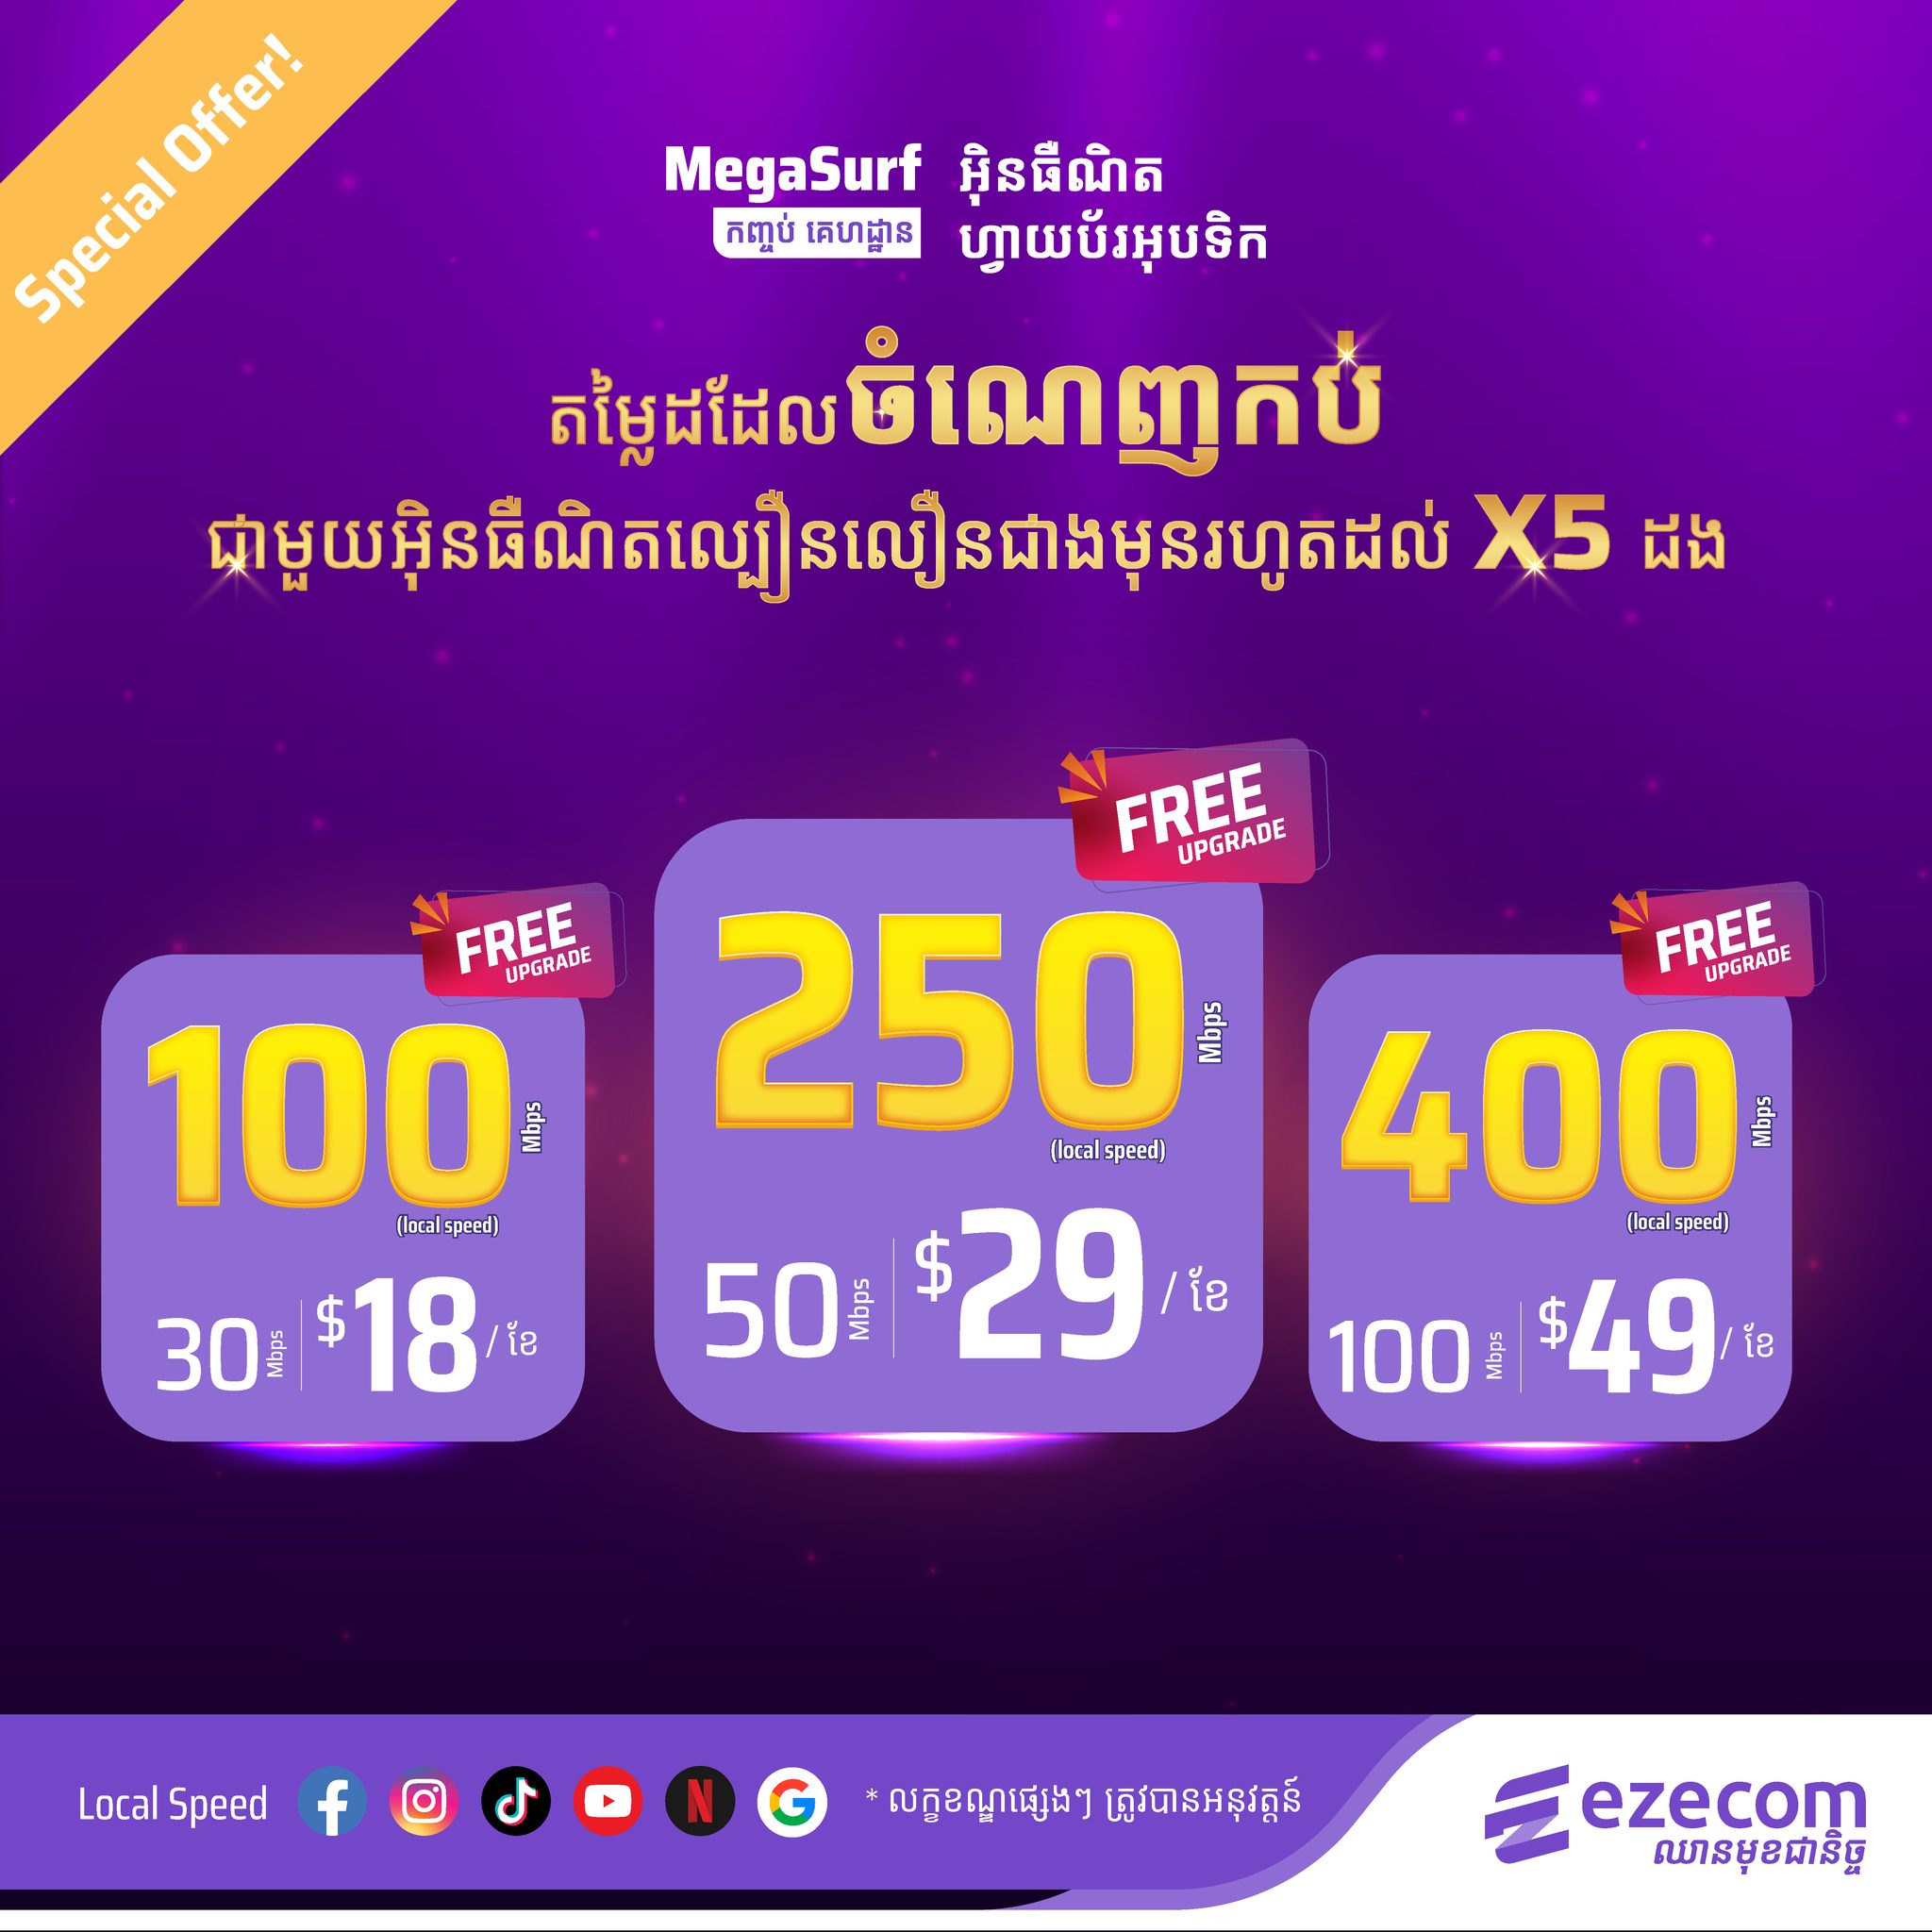 Special Offer!
MegaSurf
កញ្ចប់ គេហដ្ឋាន
អ៊ិនធឺណិត
ហ្វាយប័រអុបទិក
តម្លៃដដែលចំណេញកប់
ជាមួយអ៊ិនធឺណិតល្បឿនលឿនជាងមុនរហូតដល់ X5 ដង
FREE
UPGRADE
100 Mbps
(local speed)
30 Mbps $18 / ខែ
FREE
UPGRADE
250 Mbps
(local speed)
50 Mbps $29 / ខែ
FREE
UPGRADE
400 Mbps
(local speed)
100 Mbps $49 / ខែ
Local Speed
* លក្ខខណ្ឌផ្សេងៗ ត្រូវបានអនុវត្តន៍
ezecom
ឈានមុខជានិច្ច